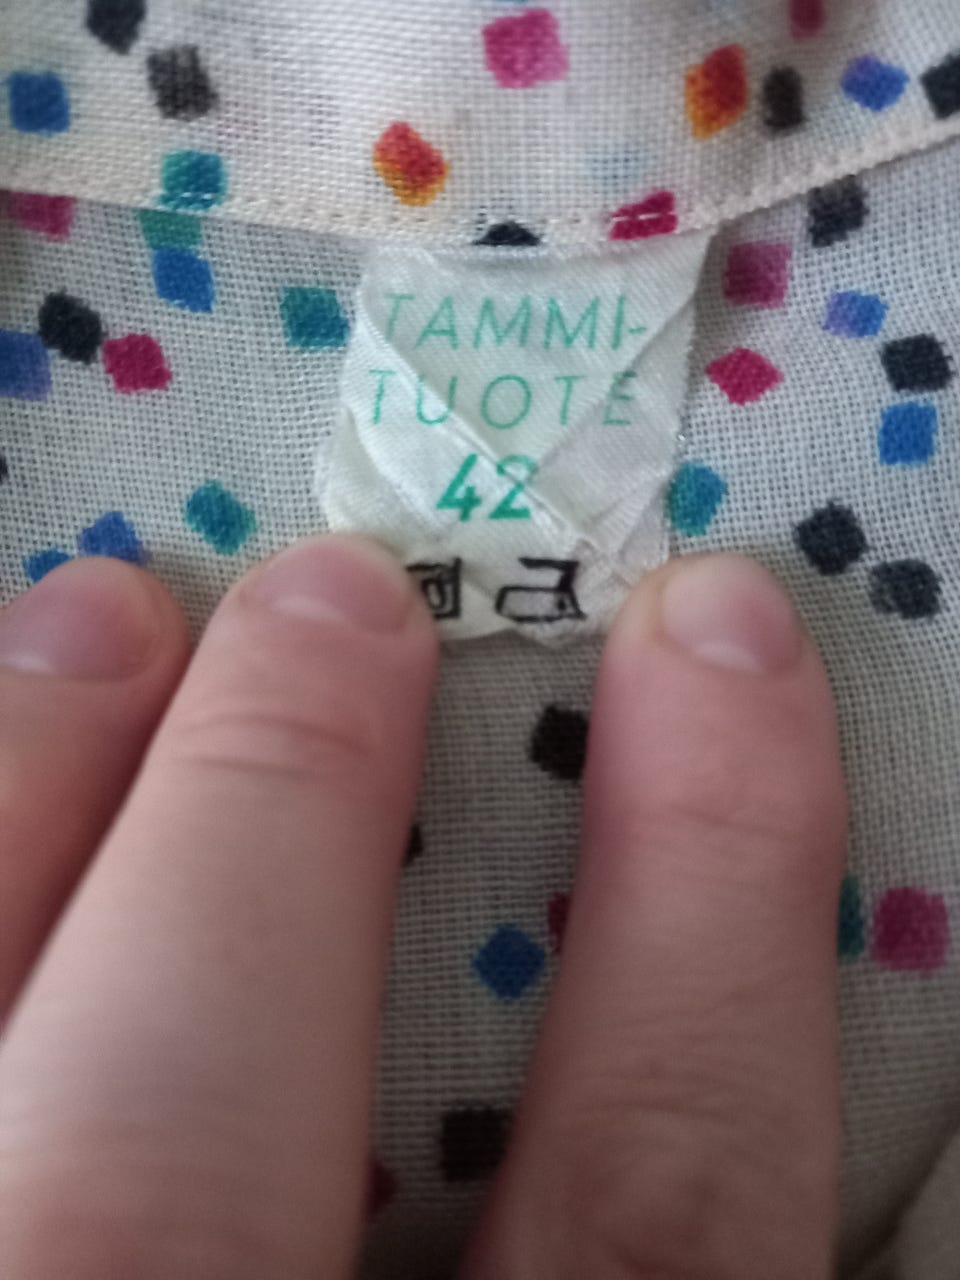 TAMMI-
TUOTE
42